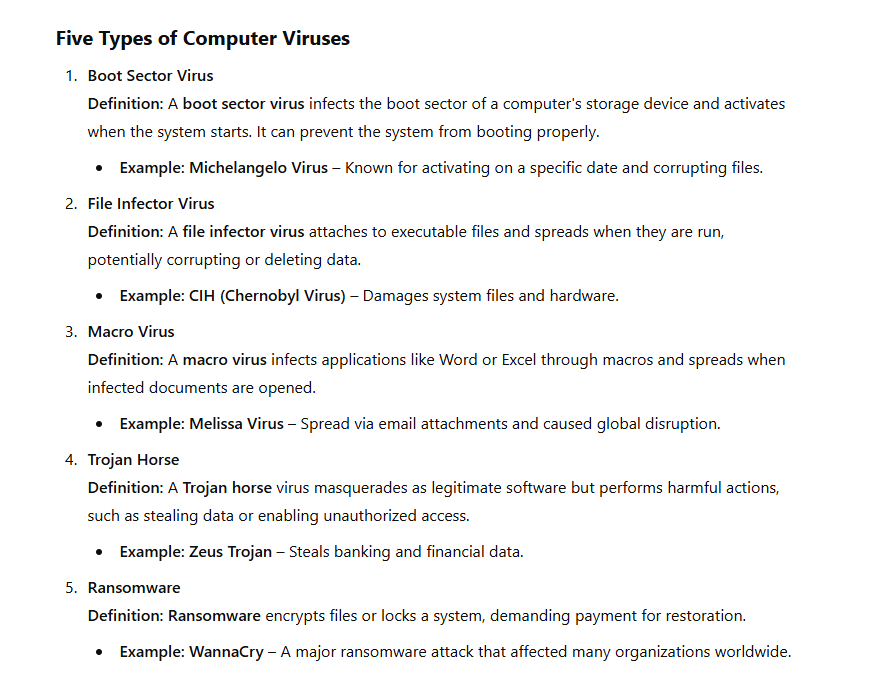 Five Types of Computer Viruses
1. Boot Sector Virus
Definition: A boot sector virus infects the boot sector of a computer's storage device and activates
when the system starts. It can prevent the system from booting properly.
• Example: Michelangelo Virus – Known for activating on a specific date and corrupting files.
2. File Infector Virus
Definition: A file infector virus attaches to executable files and spreads when they are run,
potentially corrupting or deleting data.
• Example: CIH (Chernobyl Virus) – Damages system files and hardware.
3. Macro Virus
Definition: A macro virus infects applications like Word or Excel through macros and spreads when
infected documents are opened.
• Example: Melissa Virus – Spread via email attachments and caused global disruption.
4. Trojan Horse
Definition: A Trojan horse virus masquerades as legitimate software but performs harmful actions,
such as stealing data or enabling unauthorized access.
• Example: Zeus Trojan – Steals banking and financial data.
5. Ransomware
Definition: Ransomware encrypts files or locks a system, demanding payment for restoration.
• Example: WannaCry – A major ransomware attack that affected many organizations worldwide.